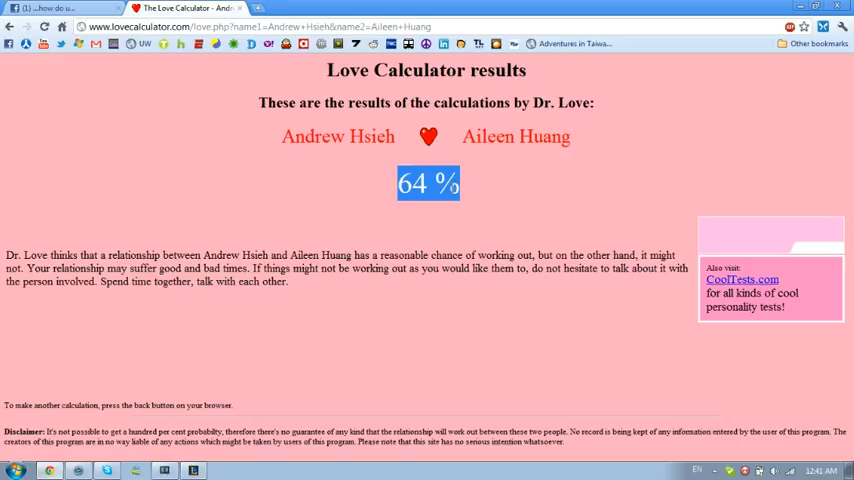 (1) ...how do u...
The Love Calculator - Andr
www.lovecalculator.com/love.php?name1=Andrew+Hsieh&name2=Aileen+Huang
UW
Adventures in Taiwa...
Other bookmarks
Love Calculator results
These are the results of the calculations by Dr. Love:
Andrew Hsieh
Aileen Huang
64 %
Dr. Love thinks that a relationship between Andrew Hsieh and Aileen Huang has a reasonable chance of working out, but on the other hand, it might
not. Your relationship may suffer good and bad times. If things might not be working out as you would like them to, do not hesitate to talk about it with
the person involved. Spend time together, talk with each other.
Also visit:
CoolTests.com
for all kinds of cool
personality tests!
To make another calculation, press the back button on your browser.
Disclaimer: It's not possible to get a hundred per cent probabilty, therefore there's no guarantee of any kind that the relationship will work out between these two people. No record is being kept of any information entered by the user of this program. The
creators of this program are in no way liable of any actions which might be taken by users of this program. Please note that this site has no serious intention whatsoever.
EN
12:41 AM